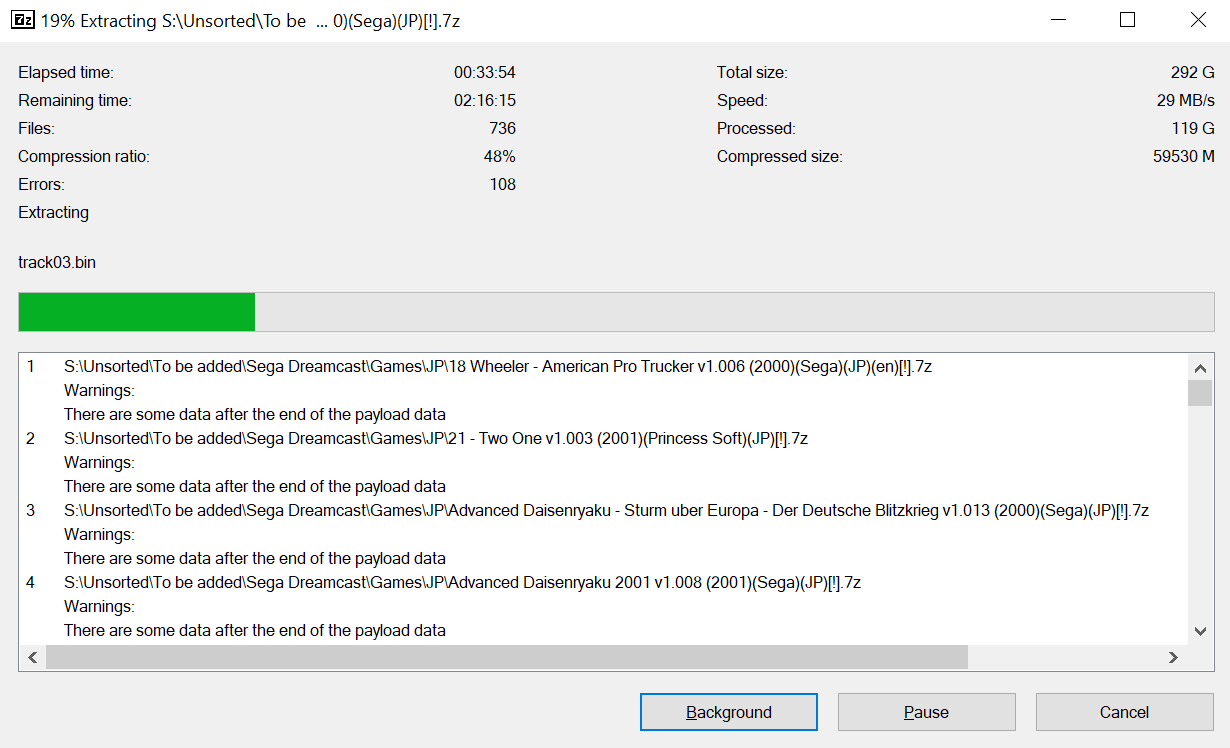 19% Extracting S:\Unsorted\To be ... 0)(Sega)(JP)[!].7z
Elapsed time: 00:33:54 Total size: 292 G
Remaining time: 02:16:15 Speed: 29 MB/s
Files: 736 Processed: 119 G
Compression ratio: 48% Compressed size: 59530 M
Errors: 108
Extracting
track03.bin
1 S:\Unsorted\To be added\Sega Dreamcast\Games\JP\18 Wheeler - American Pro Trucker v1.006 (2000)(Sega)(JP)(en)[!].7z
Warnings:
There are some data after the end of the payload data
2 S:\Unsorted\To be added\Sega Dreamcast\Games\JP\21 - Two One v1.003 (2001)(Princess Soft)(JP)[!].7z
Warnings:
There are some data after the end of the payload data
3 S:\Unsorted\To be added\Sega Dreamcast\Games\JP\Advanced Daisenryaku - Sturm uber Europa - Der Deutsche Blitzkrieg v1.013 (2000)(Sega)(JP)[!].7z
Warnings:
There are some data after the end of the payload data
4 S:\Unsorted\To be added\Sega Dreamcast\Games\JP\Advanced Daisenryaku 2001 v1.008 (2001)(Sega)(JP)[!].7z
Warnings:
There are some data after the end of the payload data
Background Pause Cancel